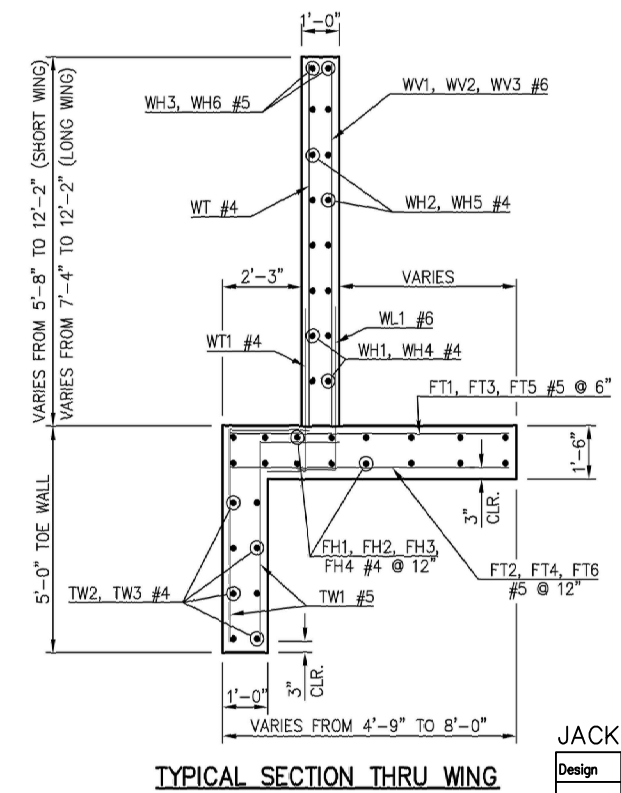 1'-0"
WH3, WH6 #5
WV1, WV2, WV3 #6
VARIES FROM 5'-8" TO 12'-2" (SHORT WING)
VARIES FROM 7'-4" TO 12'-2" (LONG WING)
WT #4
WH2, WH5 #4
2'-3"
VARIES
WT1 #4
WL1 #6
WH1, WH4 #4
FT1, FT3, FT5 #5 @ 6"
1'-6"
5'-0" TOE WALL
3"
CLR.
FH1, FH2, FH3,
FH4 #4 @ 12"
FT2, FT4, FT6
#5 @ 12"
TW2, TW3 #4
TW1 #5
1'-0"
3"
CLR.
VARIES FROM 4'-9" TO 8'-0"
JACK
TYPICAL SECTION THRU WING
Design